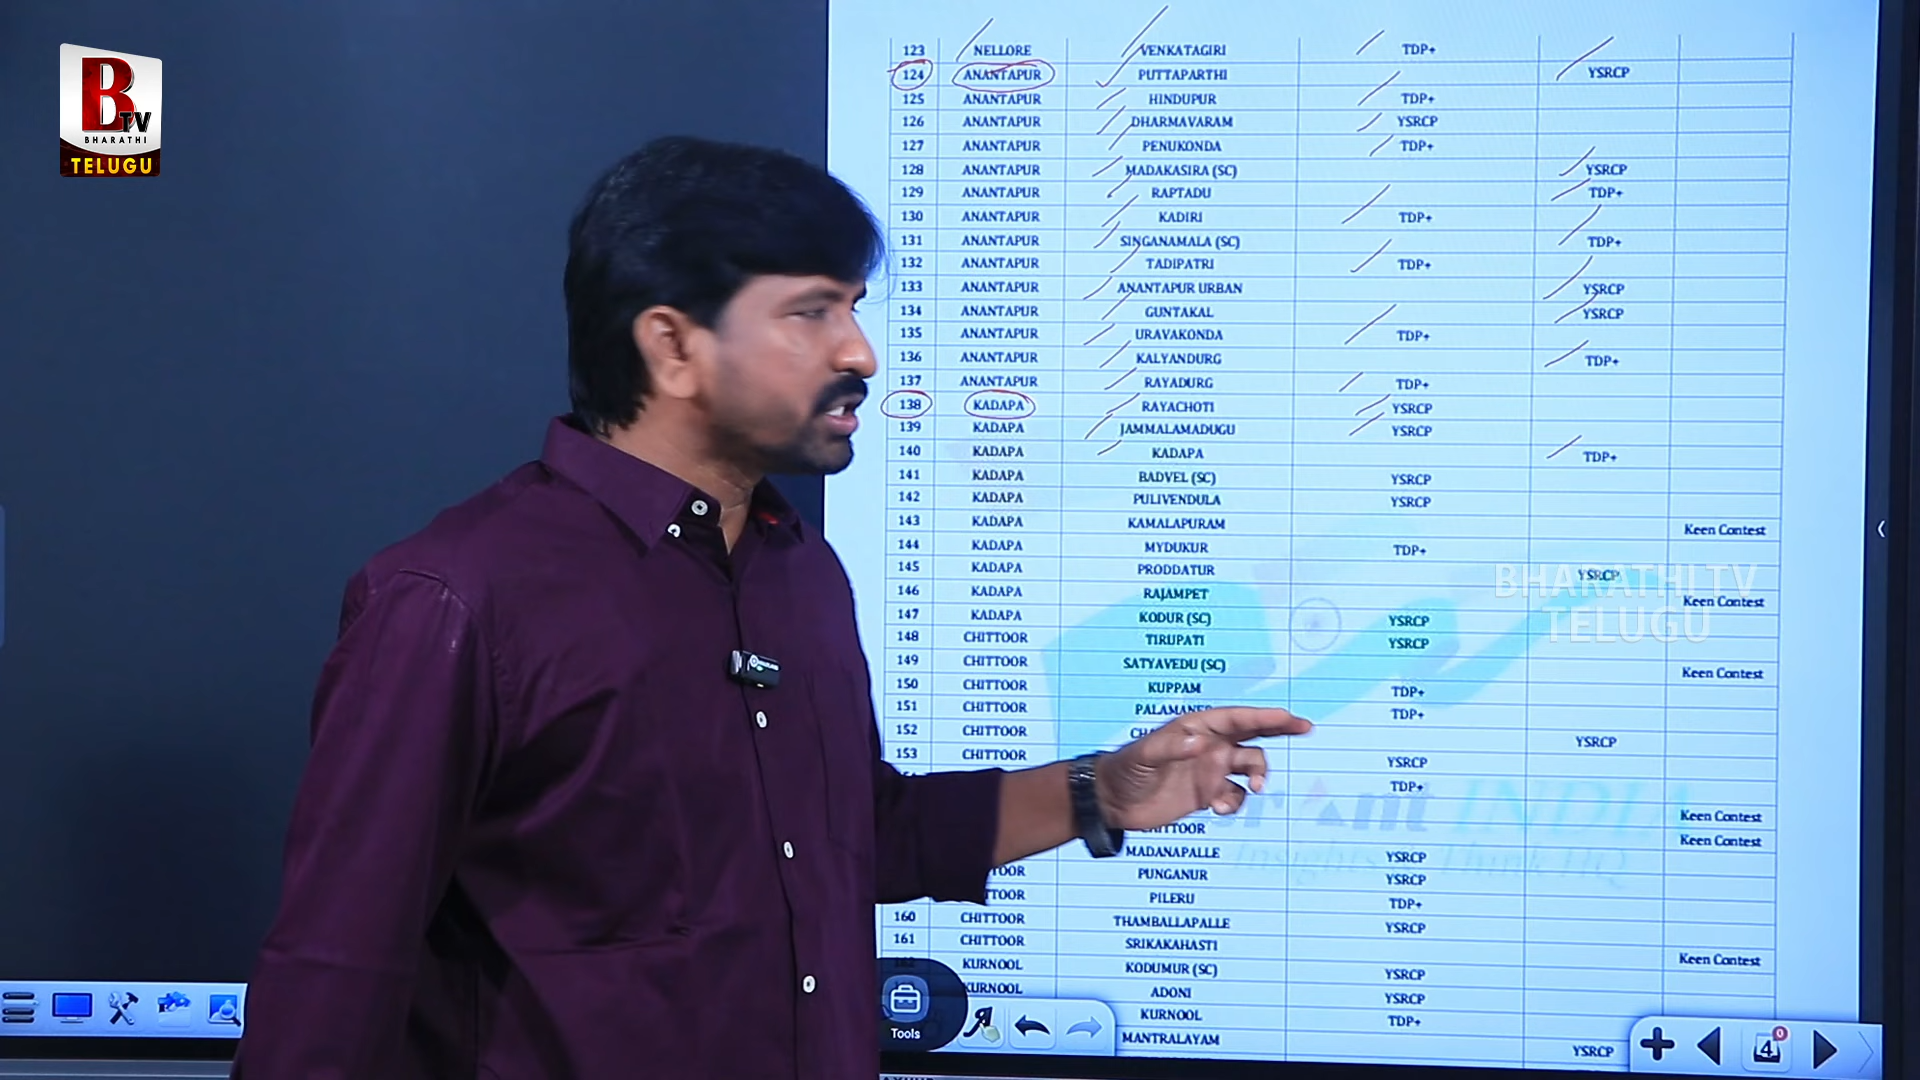 B TV
BHARATHI
TELUGU
123 NELLORE VENKATAGIRI TDP+
124 ANANTAPUR PUTTAPARTHI YSRCP
125 ANANTAPUR HINDUPUR TDP+
126 ANANTAPUR DHARMAVARAM YSRCP
127 ANANTAPUR PENUKONDA TDP+
128 ANANTAPUR MADAKASIRA (SC) YSRCP
129 ANANTAPUR RAPTADU TDP+
130 ANANTAPUR KADIRI TDP+
131 ANANTAPUR SINGANAMALA (SC) TDP+
132 ANANTAPUR TADIPATRI TDP+
133 ANANTAPUR ANANTAPUR URBAN YSRCP
134 ANANTAPUR GUNTAKAL YSRCP
135 ANANTAPUR URAVAKONDA TDP+
136 ANANTAPUR KALYANDURG TDP+
137 ANANTAPUR RAYADURG TDP+
138 KADAPA RAYACHOTI YSRCP
139 KADAPA JAMMALAMADUGU YSRCP
140 KADAPA KADAPA TDP+
141 KADAPA BADVEL (SC) YSRCP
142 KADAPA PULIVENDULA YSRCP
143 KADAPA KAMALAPURAM Keen Contest
144 KADAPA MYDUKUR TDP+
145 KADAPA PRODDATUR YSRCP
146 KADAPA RAJAMPET Keen Contest
147 KADAPA KODUR (SC) YSRCP
148 CHITTOOR TIRUPATI YSRCP
149 CHITTOOR SATYAVEDU (SC) Keen Contest
150 CHITTOOR KUPPAM TDP+
151 CHITTOOR PALAMANER TDP+
152 CHITTOOR YSRCP
153 CHITTOOR YSRCP
TDP+
Keen Contest
CHITTOOR Keen Contest
MADANAPALLE YSRCP
PUNGANUR YSRCP
PILERU TDP+
160 CHITTOOR THAMBALLAPALLE YSRCP
161 CHITTOOR SRIKAKAHASTI Keen Contest
162 KURNOOL KODUMUR (SC) YSRCP
KURNOOL ADONI YSRCP
KURNOOL TDP+
MANTRALAYAM YSRCP
BHARATHI TV
TELUGU
INDIA
Tools
4
0